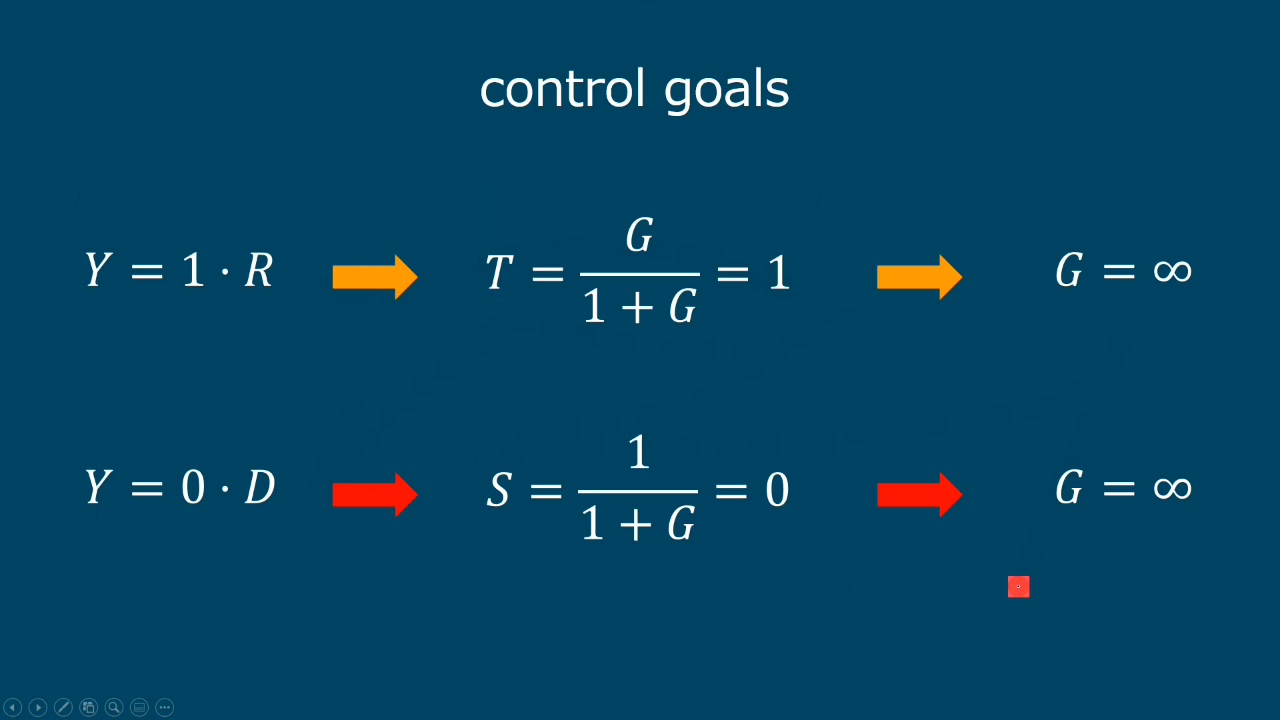 control goals
Y = 1 · R
T = G / 1 + G = 1
G = ∞
Y = 0 · D
S = 1 / 1 + G = 0
G = ∞